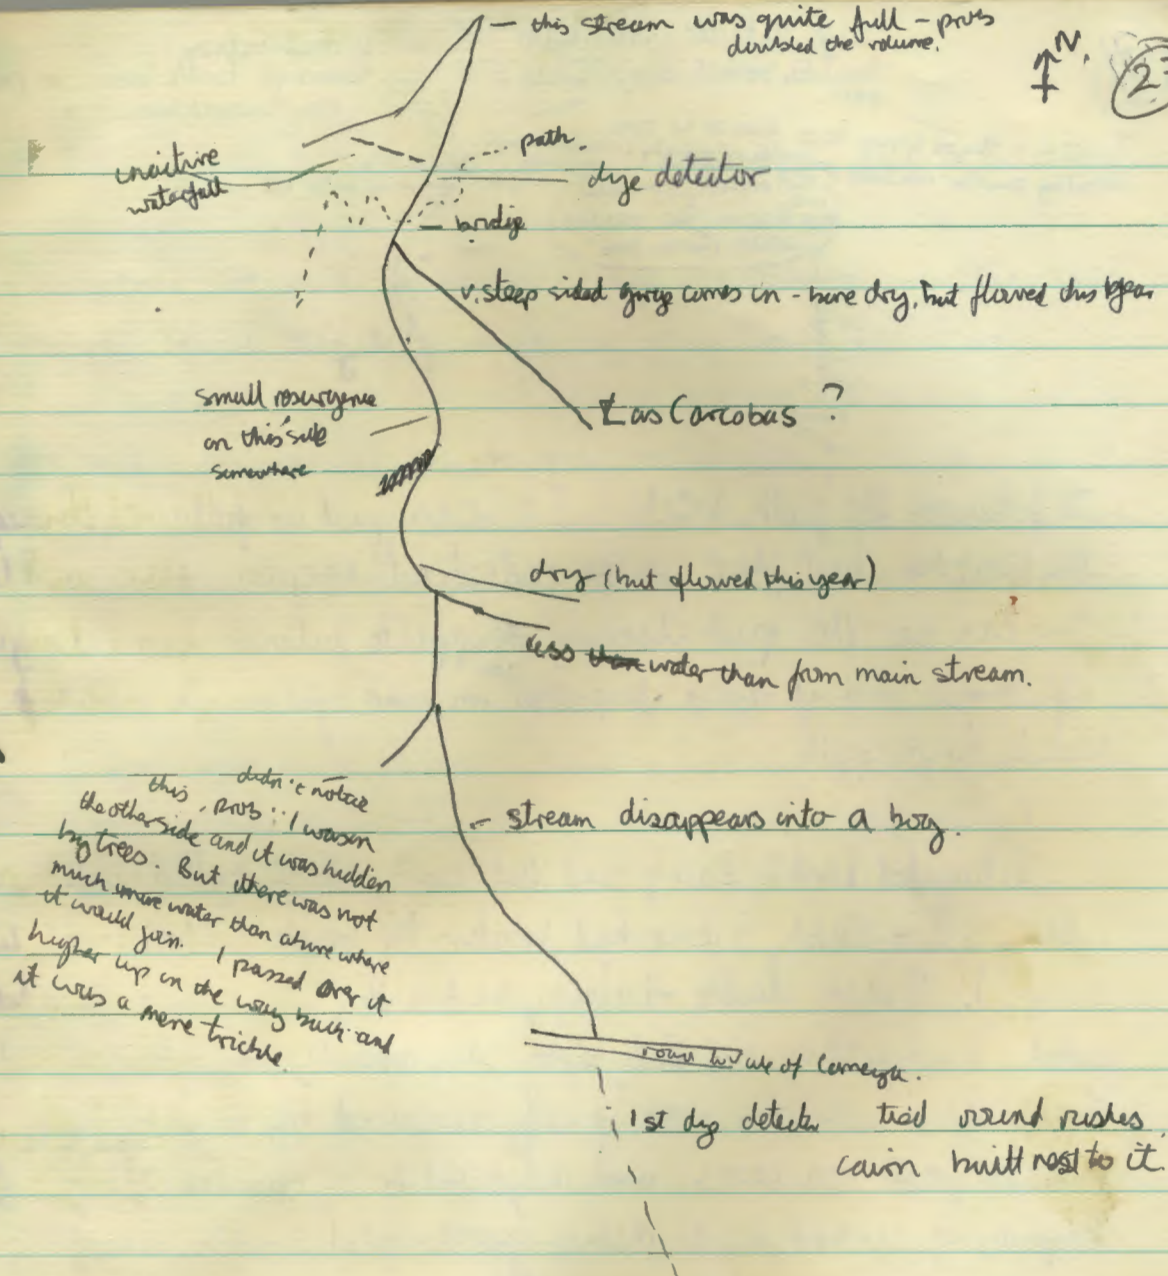 this stream was quite full - prob
doubled the volume.
N.
2
path.
inactive
waterfall
dye detector
bridge
v. steep sided gorge comes in - bone dry, but flowed this year
Las Carcobas ?
small resurgence
on this side
somewhere
dry (but flowed this year)
less water than from main stream.
didn't notice
this, prob ∵ I was on
the other side and it was hidden
by trees. But there was not
much more water than above where
it would join. I passed over it
higher up on the way back and
it was a mere trickle.
stream disappears into a bog.
road of
1st dye detector tied round rushes.
cairn built next to it.